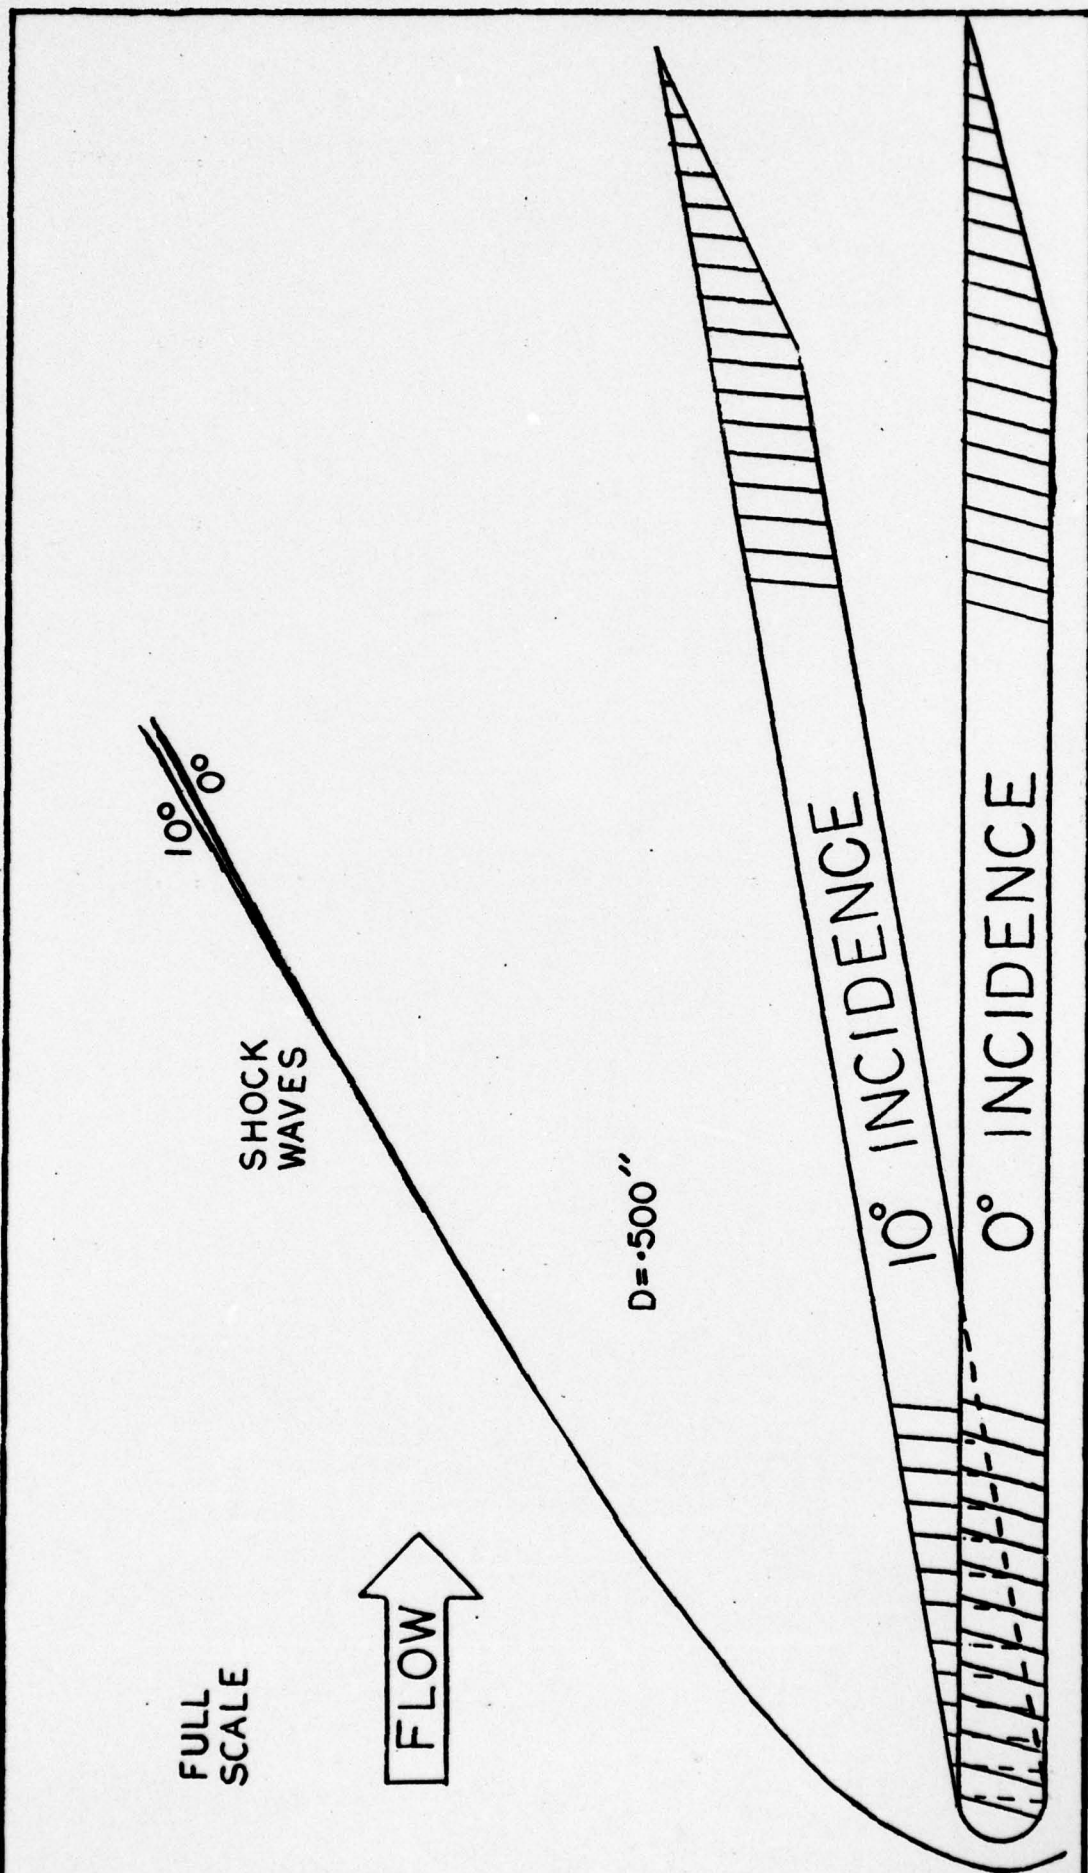 FULL
SCALE
FLOW
SHOCK
WAVES
10°
0°
D=.500"
10° INCIDENCE
0° INCIDENCE